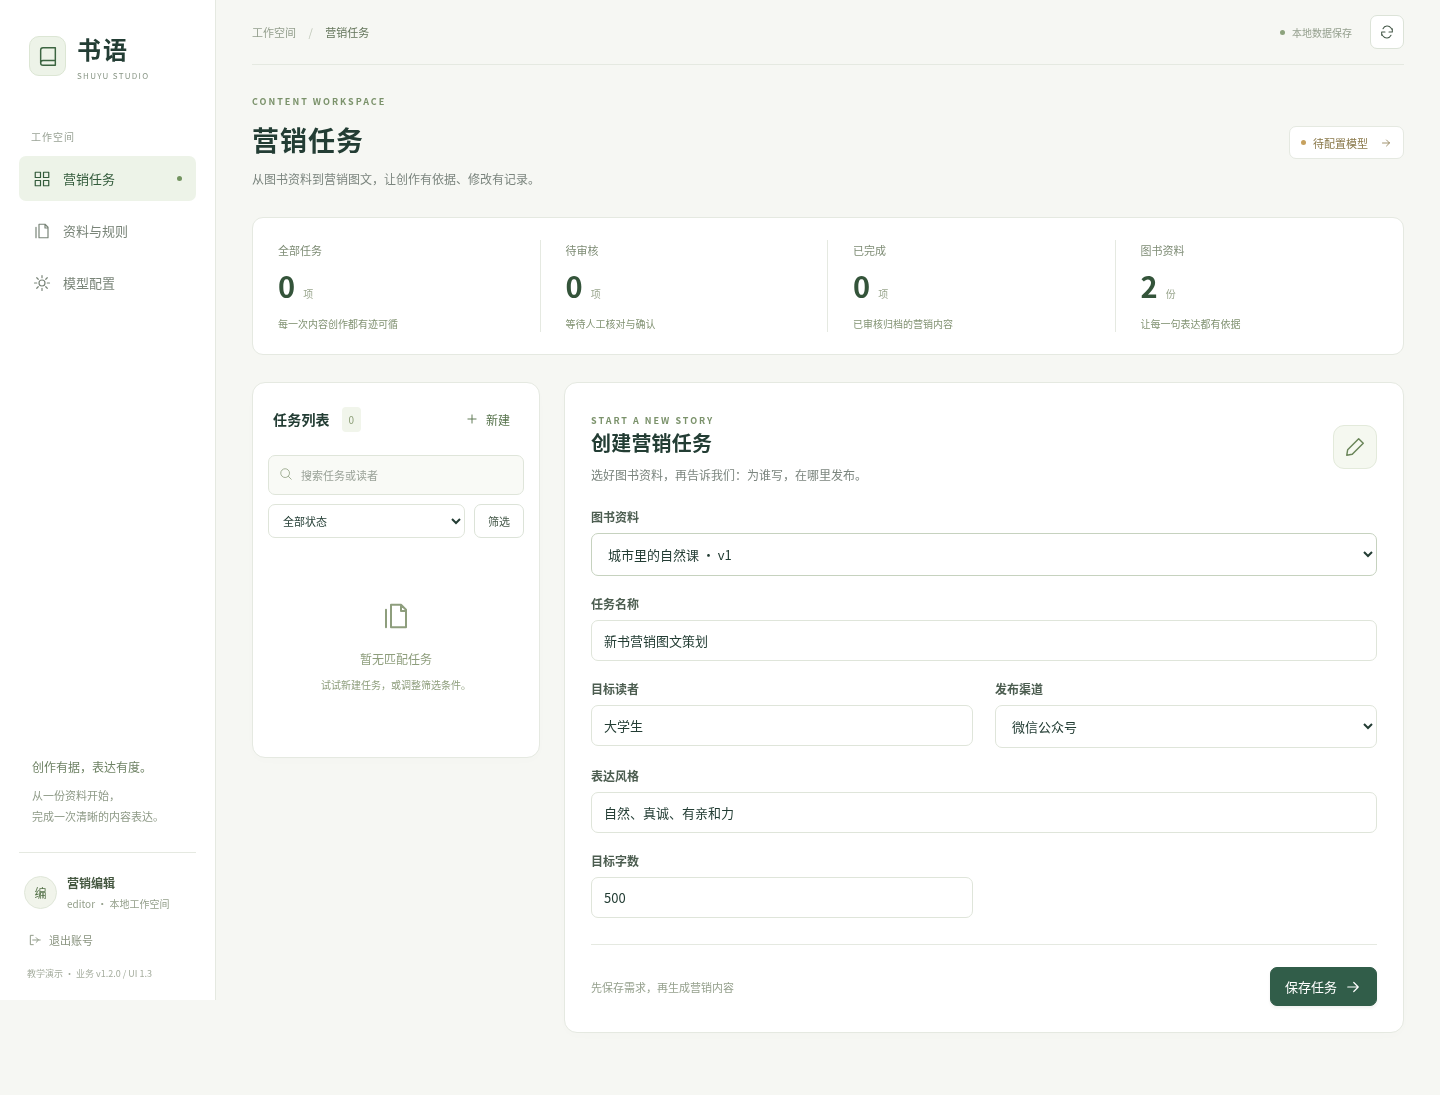 书语
SHUYU STUDIO
工作空间
营销任务
资料与规则
模型配置
创作有据，表达有度。
从一份资料开始，
完成一次清晰的内容表达。
编
营销编辑
editor · 本地工作空间
退出账号
教学演示 · 业务 v1.2.0 / UI 1.3
工作空间 / 营销任务
本地数据保存
CONTENT WORKSPACE
营销任务
从图书资料到营销图文，让创作有依据、修改有记录。
待配置模型
全部任务
0 项
每一次内容创作都有迹可循
待审核
0 项
等待人工核对与确认
已完成
0 项
已审核归档的营销内容
图书资料
2 份
让每一句表达都有依据
任务列表 0
新建
搜索任务或读者
全部状态
筛选
暂无匹配任务
试试新建任务，或调整筛选条件。
START A NEW STORY
创建营销任务
选好图书资料，再告诉我们：为谁写，在哪里发布。
图书资料
城市里的自然课 · v1
任务名称
新书营销图文策划
目标读者
大学生
发布渠道
微信公众号
表达风格
自然、真诚、有亲和力
目标字数
500
先保存需求，再生成营销内容
保存任务